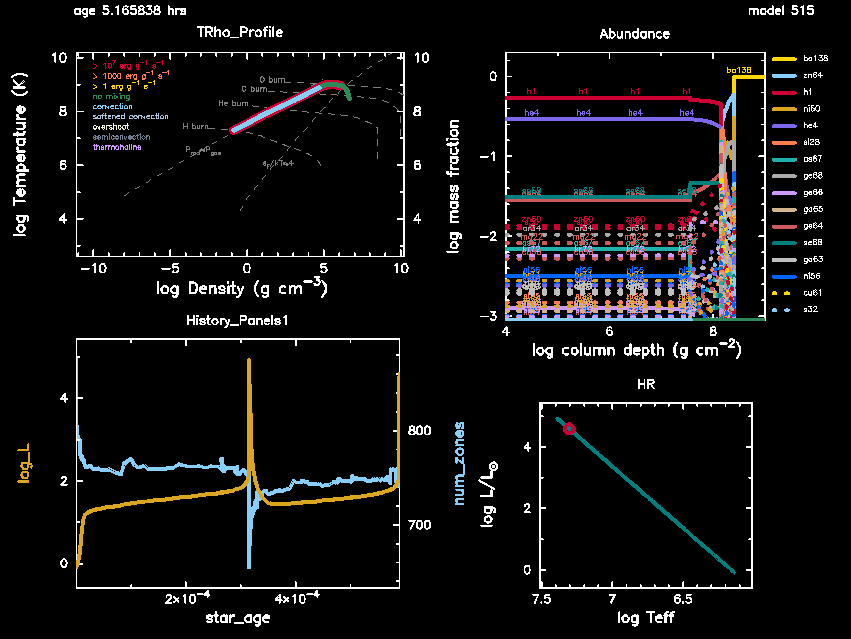 age 5.165838 hrs
model 515
TRho_Profile
> 10⁷ erg g⁻¹ s⁻¹
> 1000 erg g⁻¹ s⁻¹
> 1 erg g⁻¹ s⁻¹
no mixing
convection
softened convection
overshoot
semiconvection
thermohaline
O burn
C burn
He burn
H burn
log Temperature (K)
10
8
6
4
10
8
6
4
−10
−5
0
5
10
log Density (g cm⁻³)
Abundance
ba138
h1
h1
h1
h1
he4
he4
he4
he4
log mass fraction
0
−1
−2
−3
4
6
8
log column depth (g cm⁻²)
ba138
zn64
h1
ni60
he4
si28
as67
ge68
ge66
ga65
ge64
se68
ge63
ni56
cu61
s32
History_Panels1
log_L
4
2
0
num_zones
800
700
2×10⁻⁴
4×10⁻⁴
star_age
HR
log L/L☉
4
2
0
7.5
7
6.5
log Teff